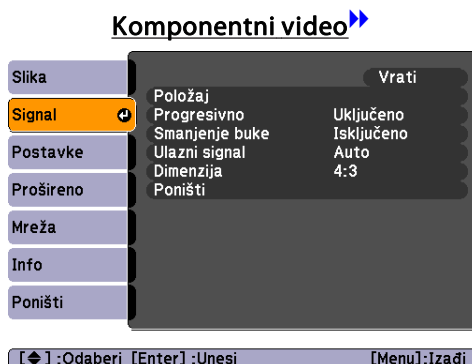 Komponentni video
Slika
Signal
Postavke
Prošireno
Mreža
Info
Poništi
Vrati
Položaj
Progresivno Uključeno
Smanjenje buke Isključeno
Ulazni signal Auto
Dimenzija 4:3
Poništi
[◆] :Odaberi [Enter] :Unesi [Menu]:Izađi